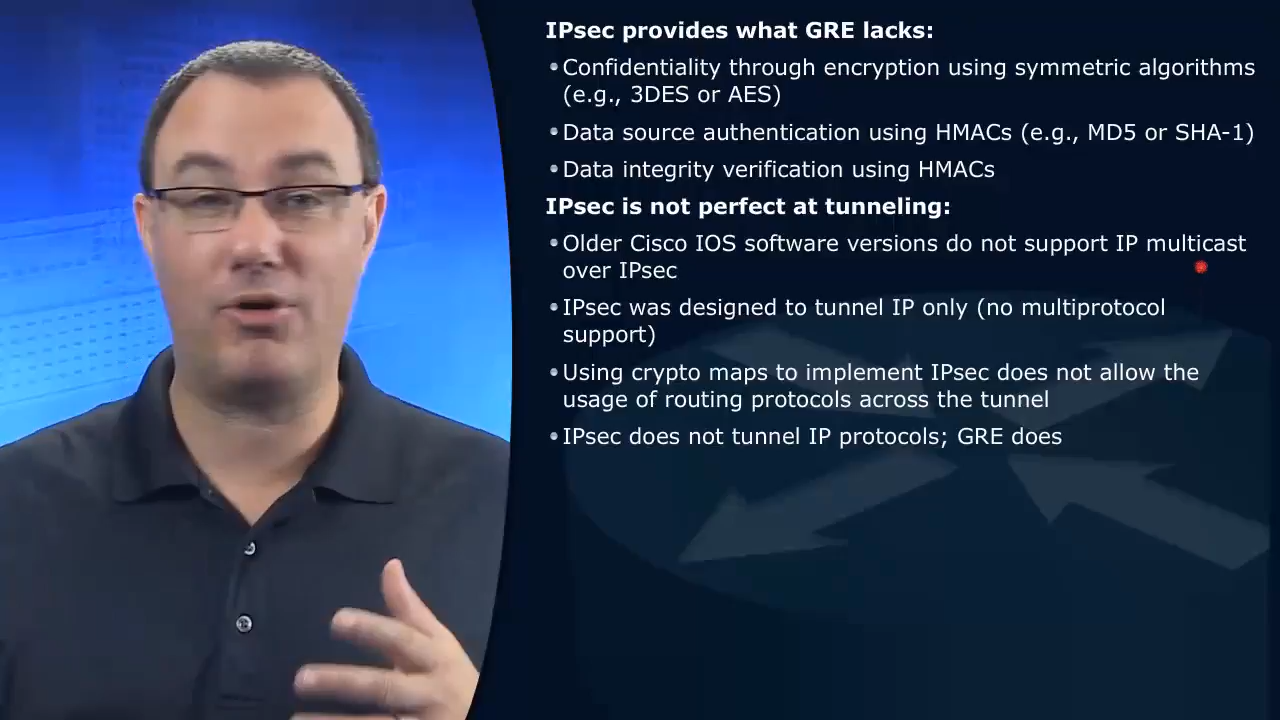 IPsec provides what GRE lacks:
• Confidentiality through encryption using symmetric algorithms
(e.g., 3DES or AES)
• Data source authentication using HMACs (e.g., MD5 or SHA-1)
• Data integrity verification using HMACs
IPsec is not perfect at tunneling:
• Older Cisco IOS software versions do not support IP multicast
over IPsec
• IPsec was designed to tunnel IP only (no multiprotocol
support)
• Using crypto maps to implement IPsec does not allow the
usage of routing protocols across the tunnel
• IPsec does not tunnel IP protocols; GRE does